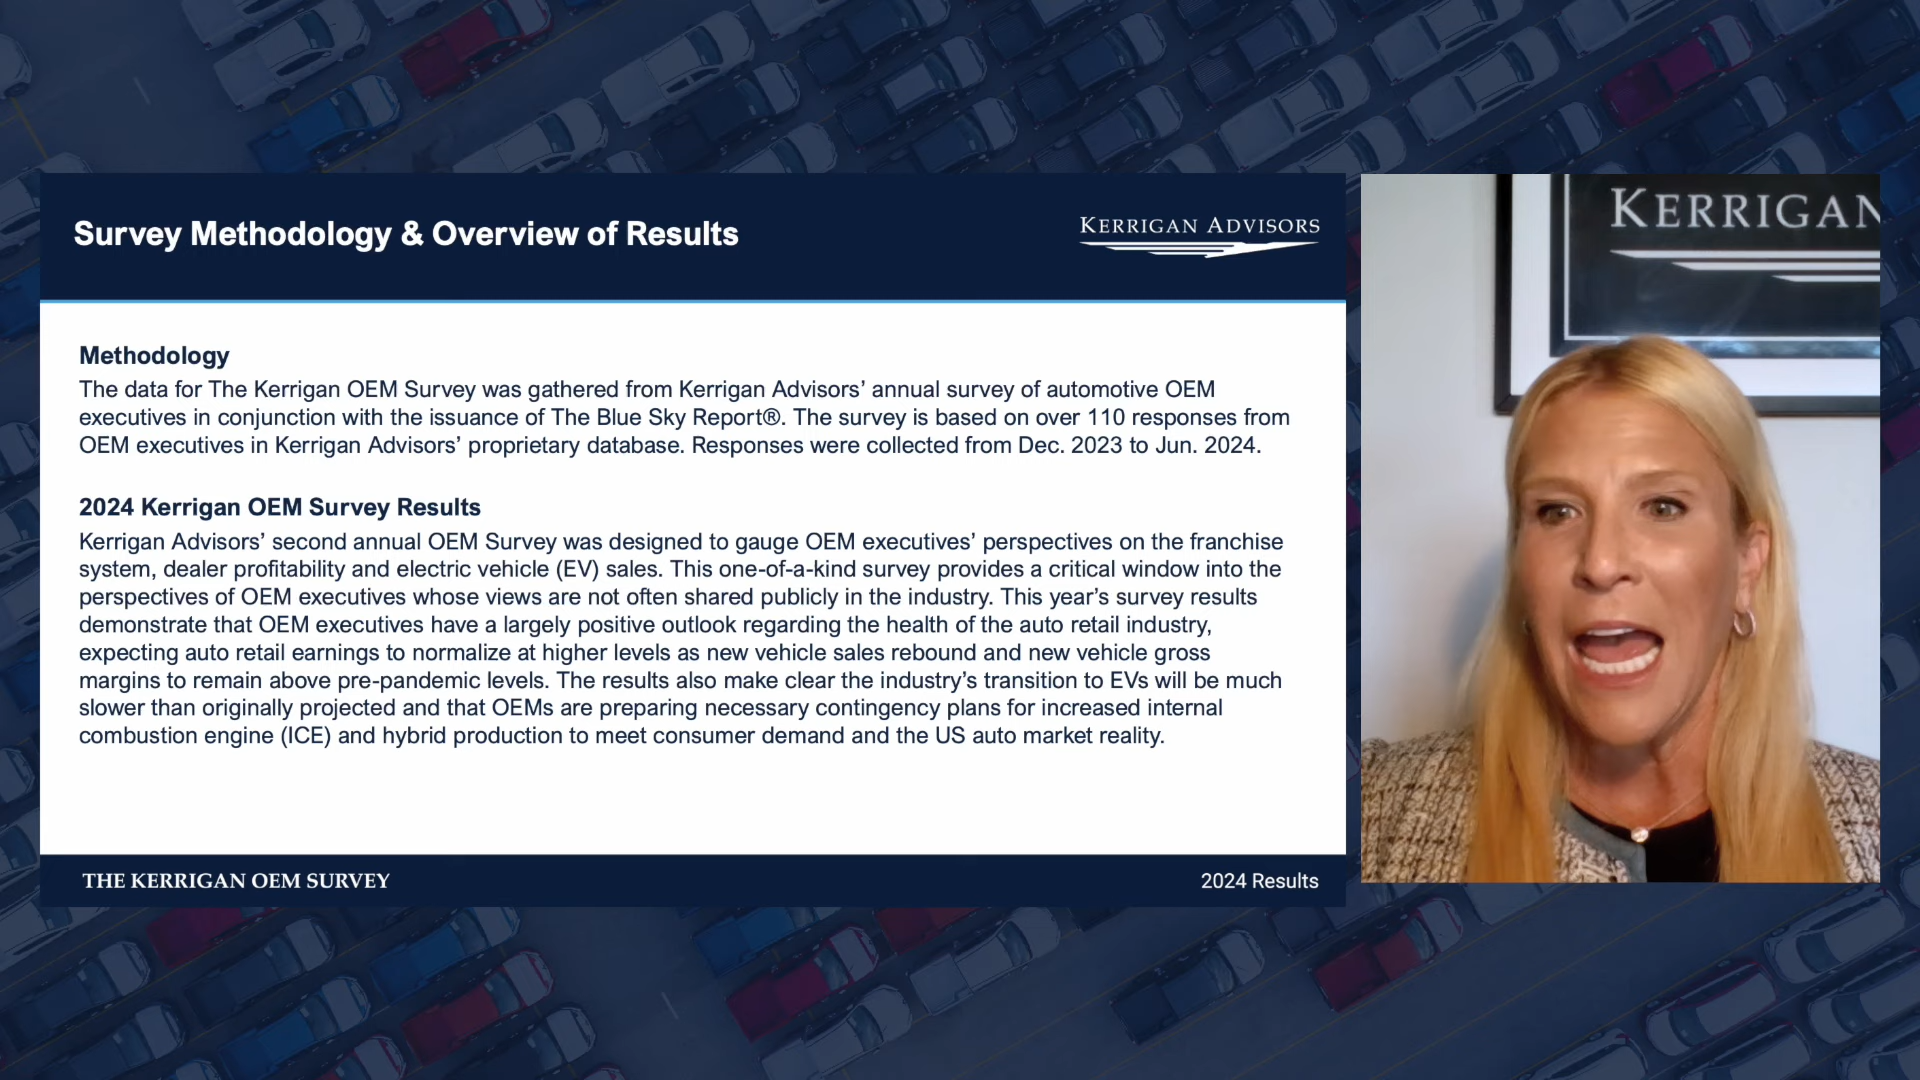 Survey Methodology & Overview of Results
KERRIGAN ADVISORS
KERRIGAN
Methodology
The data for The Kerrigan OEM Survey was gathered from Kerrigan Advisors’ annual survey of automotive OEM
executives in conjunction with the issuance of The Blue Sky Report®. The survey is based on over 110 responses from
OEM executives in Kerrigan Advisors’ proprietary database. Responses were collected from Dec. 2023 to Jun. 2024.
2024 Kerrigan OEM Survey Results
Kerrigan Advisors’ second annual OEM Survey was designed to gauge OEM executives’ perspectives on the franchise
system, dealer profitability and electric vehicle (EV) sales. This one-of-a-kind survey provides a critical window into the
perspectives of OEM executives whose views are not often shared publicly in the industry. This year’s survey results
demonstrate that OEM executives have a largely positive outlook regarding the health of the auto retail industry,
expecting auto retail earnings to normalize at higher levels as new vehicle sales rebound and new vehicle gross
margins to remain above pre-pandemic levels. The results also make clear the industry’s transition to EVs will be much
slower than originally projected and that OEMs are preparing necessary contingency plans for increased internal
combustion engine (ICE) and hybrid production to meet consumer demand and the US auto market reality.
THE KERRIGAN OEM SURVEY
2024 Results